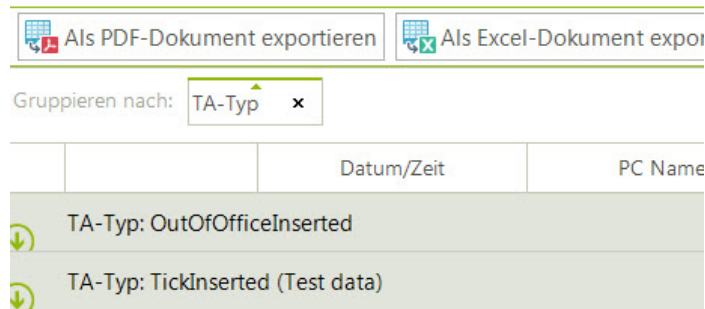 Als PDF-Dokument exportieren Als Excel-Dokument expor
Gruppieren nach: TA-Typ x
Datum/Zeit PC Name
TA-Typ: OutOfOfficeInserted
TA-Typ: TickInserted (Test data)